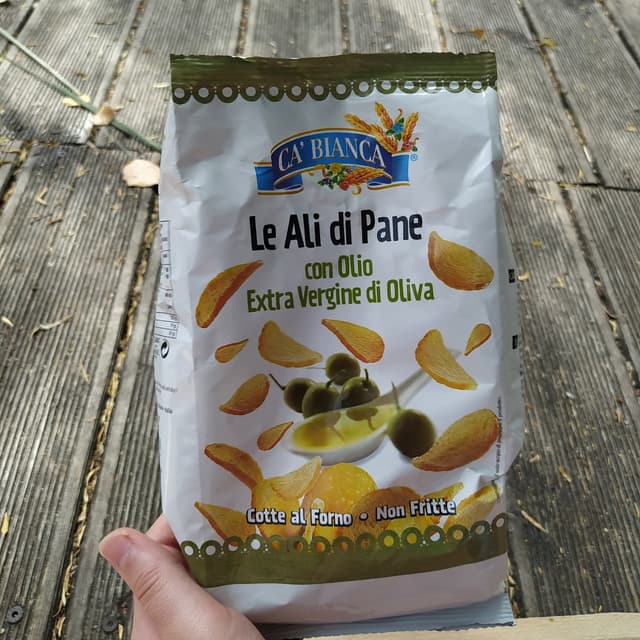 CA' BIANCA®
Le Ali di Pane
con Olio
Extra Vergine di Oliva
Cotte al Forno • Non Fritte